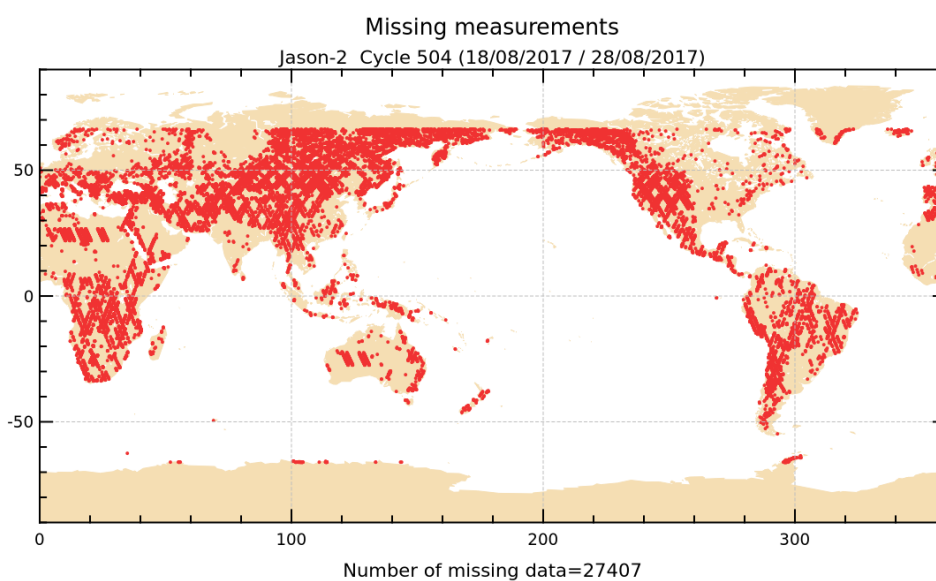 Missing measurements
Jason-2 Cycle 504 (18/08/2017 / 28/08/2017)
50
0
-50
0 100 200 300
Number of missing data=27407